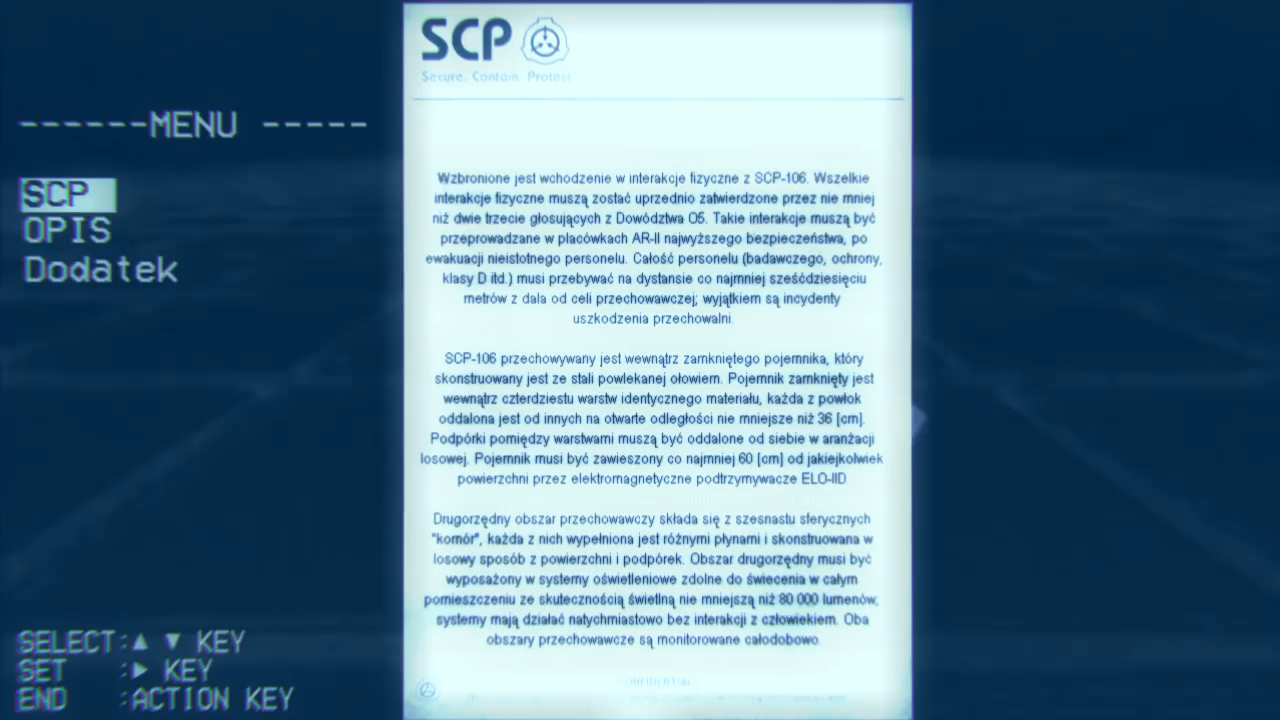 SCP
Secure. Contain. Protect
------MENU -----
SCP
OPIS
Dodatek
Wzbronione jest wchodzenie w interakcje fizyczne z SCP-106. Wszelkie
interakcje fizyczne muszą zostać uprzednio zatwierdzone przez nie mniej
niż dwie trzecie głosujących z Dowództwa O5. Takie interakcje muszą być
przeprowadzane w placówkach AR-II najwyższego bezpieczeństwa, po
ewakuacji nieistotnego personelu. Całość personelu (badawczego, ochrony,
klasy D itd.) musi przebywać na dystansie co najmniej sześćdziesięciu
metrów z dala od celi przechowawczej; wyjątkiem są incydenty
uszkodzenia przechowalni.
SCP-106 przechowywany jest wewnątrz zamkniętego pojemnika, który
skonstruowany jest ze stali powlekanej ołowiem. Pojemnik zamknięty jest
wewnątrz czterdziestu warstw identycznego materiału, każda z powłok
oddalona jest od innych na otwarte odległości nie mniejsze niż 36 [cm].
Podpórki pomiędzy warstwami muszą być oddalone od siebie w aranżacji
losowej. Pojemnik musi być zawieszony co najmniej 60 [cm] od jakiejkolwiek
powierzchni przez elektromagnetyczne podtrzymywacze ELO-IID.
Drugorzędny obszar przechowawczy składa się z szesnastu sferycznych
"komór", każda z nich wypełniona jest różnymi płynami i skonstruowana w
losowy sposób z powierzchni i podpórek. Obszar drugorzędny musi być
wyposażony w systemy oświetleniowe zdolne do świecenia w całym
pomieszczeniu ze skutecznością świetlną nie mniejszą niż 80 000 lumenów,
systemy mają działać natychmiastowo bez interakcji z człowiekiem. Oba
obszary przechowawcze są monitorowane całodobowo.
CONFIDENTIAL
SELECT:▲ ▼ KEY
SET :► KEY
END :ACTION KEY